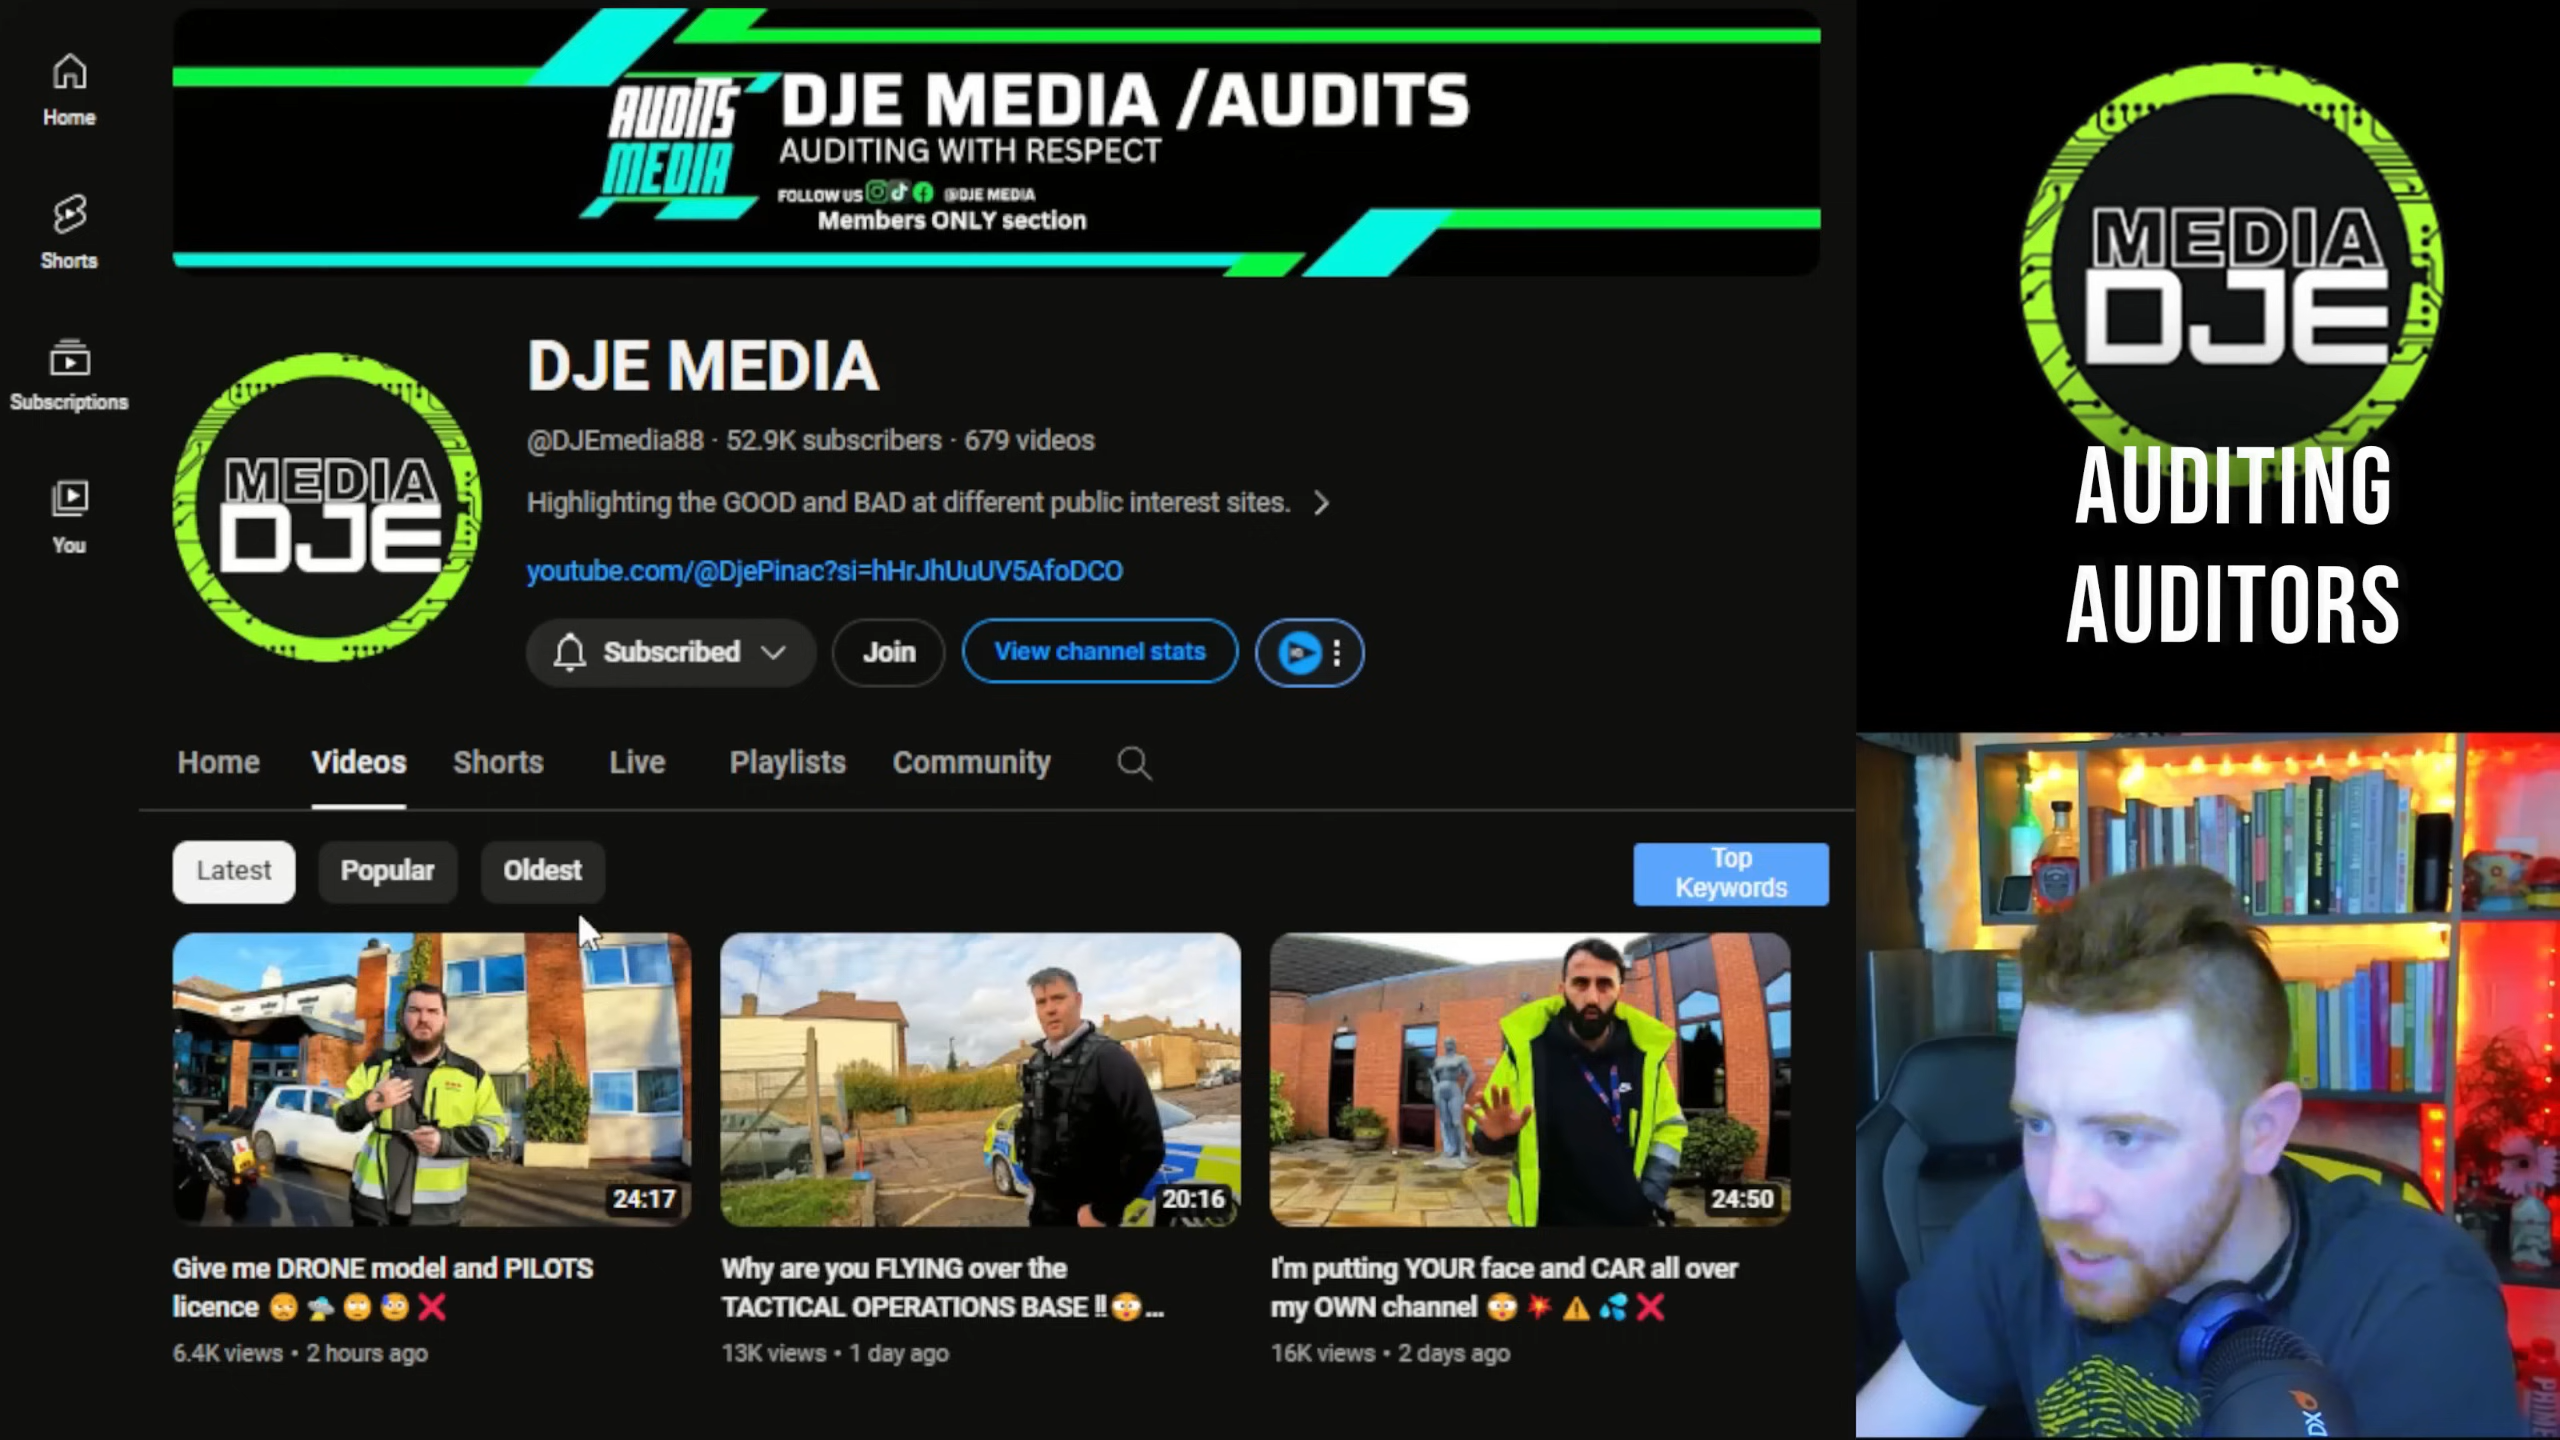 Home
Shorts
Subscriptions
You
AUDITS
MEDIA
DJE MEDIA /AUDITS
AUDITING WITH RESPECT
FOLLOW US @DJE MEDIA
Members ONLY section
MEDIA
DJE
DJE MEDIA
@DJEmedia88 · 52.9K subscribers · 679 videos
Highlighting the GOOD and BAD at different public interest sites.
youtube.com/@DjePinac?si=hHrJhUuUV5AfoDCO
Subscribed
Join
View channel stats
Home
Videos
Shorts
Live
Playlists
Community
Latest
Popular
Oldest
Top
Keywords
24:17
20:16
24:50
Give me DRONE model and PILOTS
licence 😤 🛸 🙄 😰 ❌
6.4K views • 2 hours ago
Why are you FLYING over the
TACTICAL OPERATIONS BASE !! 😳...
13K views • 1 day ago
I'm putting YOUR face and CAR all over
my OWN channel 😳 💥 ⚠️ 💦 ❌
16K views • 2 days ago
MEDIA
DJE
AUDITING
AUDITORS